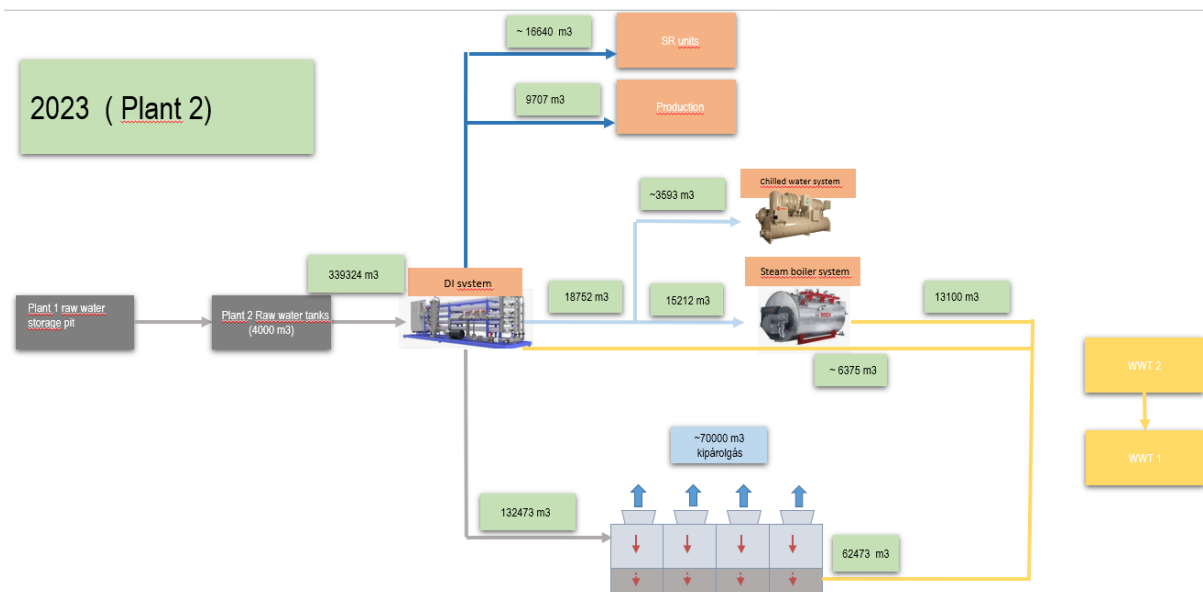 ~ 16640  m3
SR units
2023  ( Plant 2)
9707 m3
Production
Chilled water system
~3593 m3
339324 m3
DI system
Steam boiler system
18752 m3
15212 m3
13100 m3
Plant 1 raw water
storage pit
Plant 2 Raw water tanks
(4000 m3)
~ 6375 m3
WWT 2
~70000 m3
kipárolgás
WWT 1
132473 m3
62473  m3